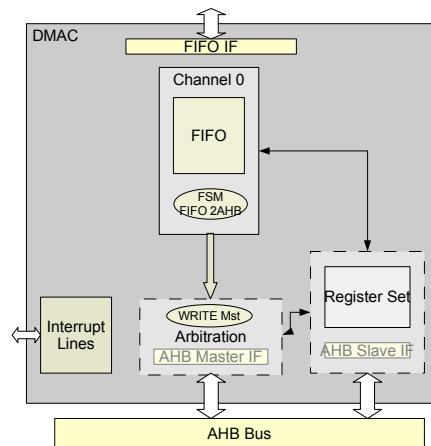 DMAC
FIFO IF
Channel 0
FIFO
FSM
FIFO 2AHB
Register Set
WRITE Mst
Interrupt
Lines
Arbitration
AHB Master IF
AHB Slave IF
AHB Bus